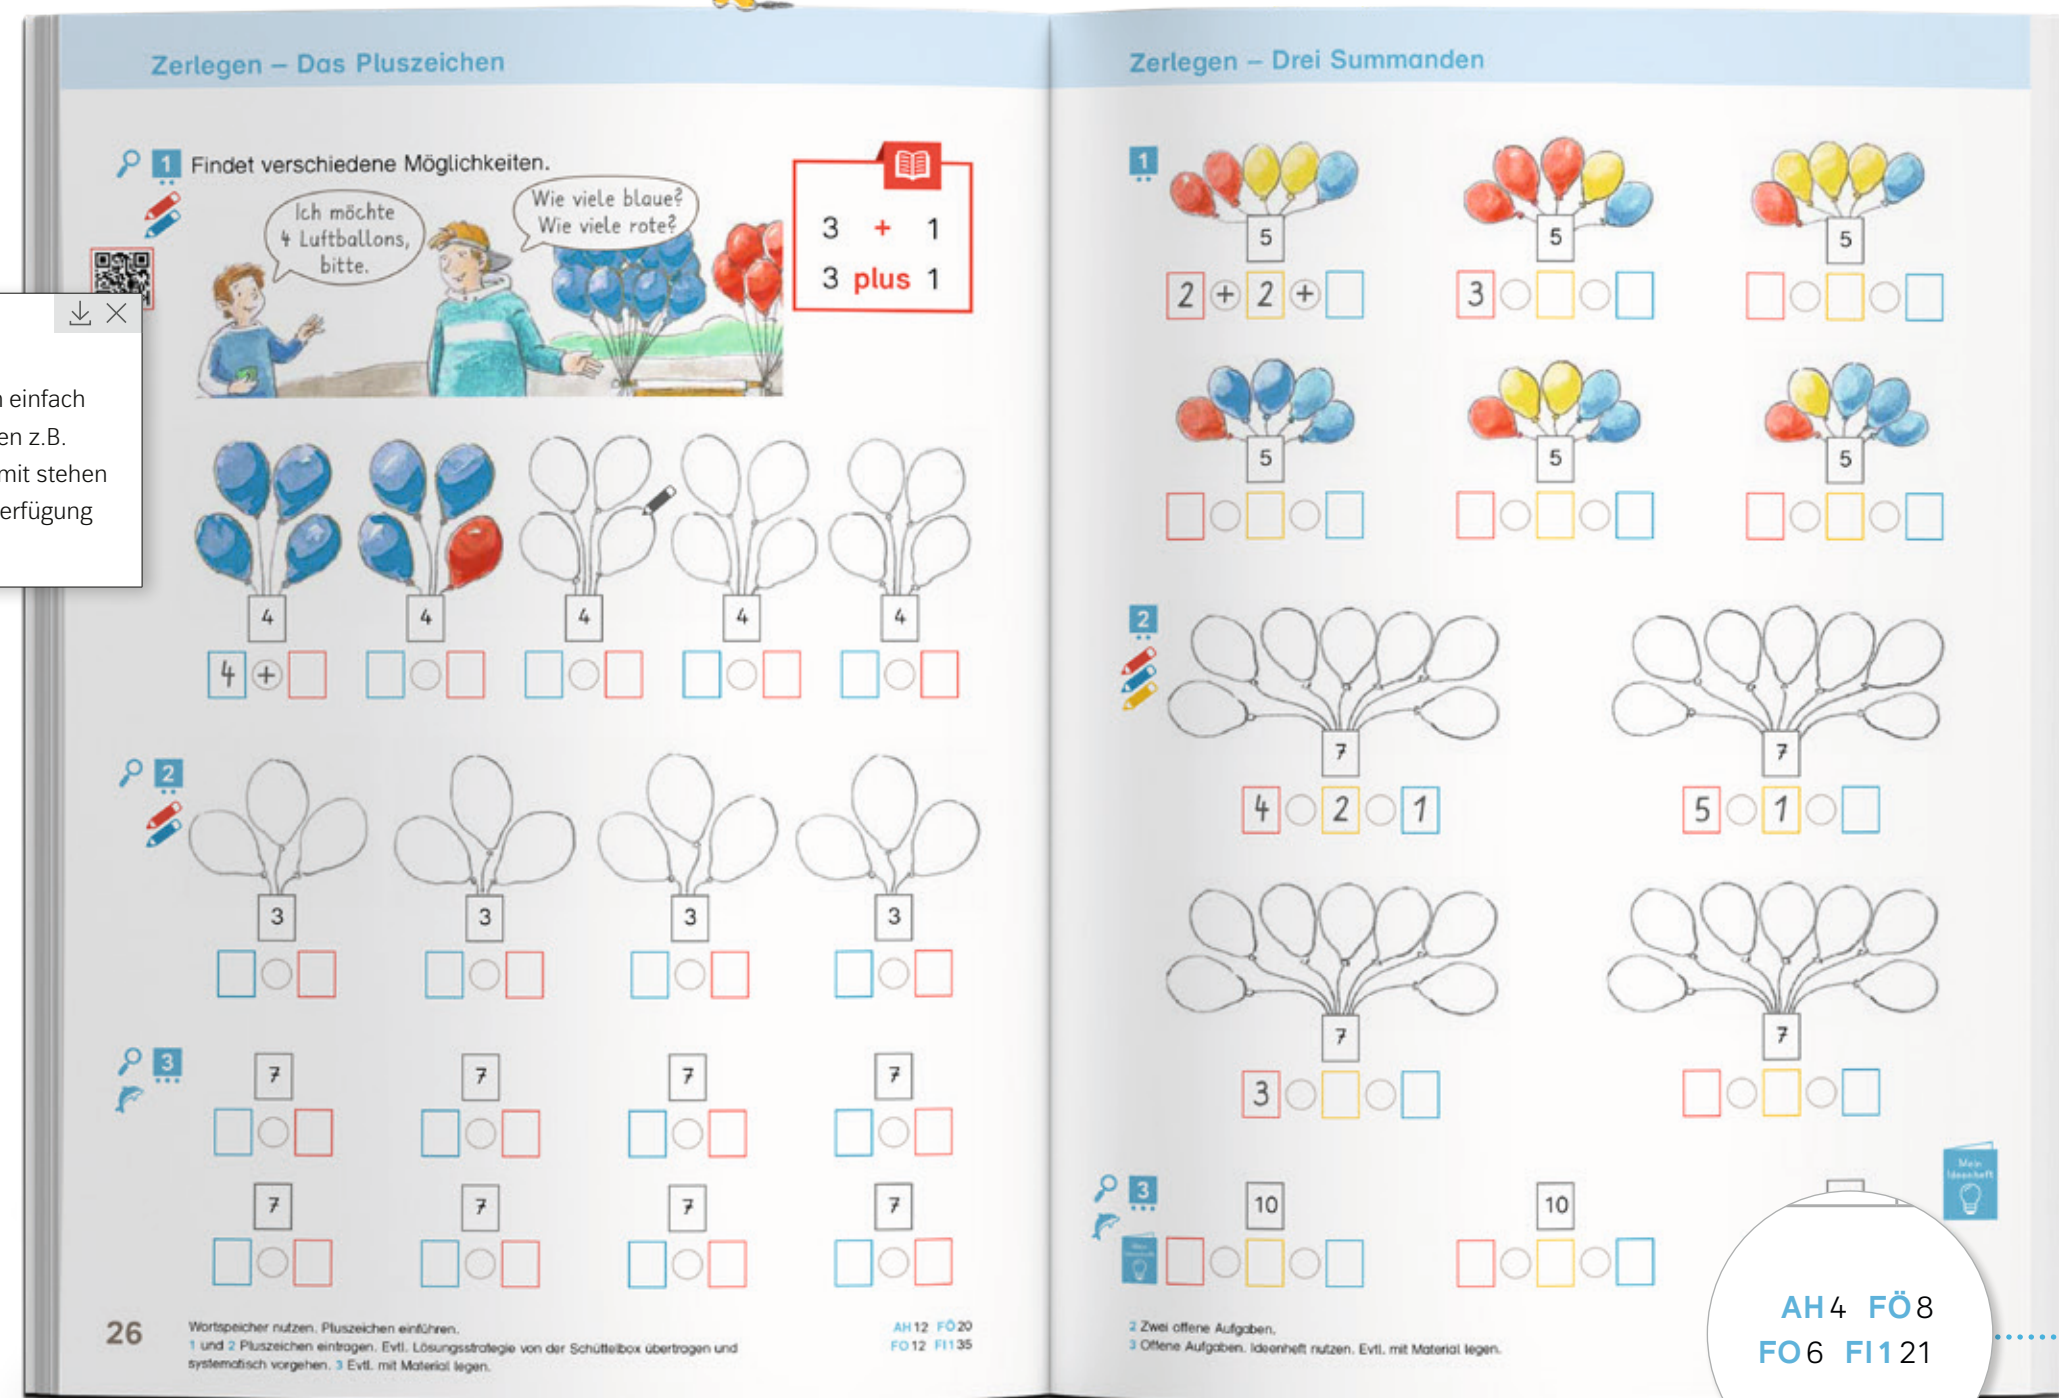 Zerlegen – Das Pluszeichen
1 Findet verschiedene Möglichkeiten.
Ich möchte
4 Luftballons,
bitte.
Wie viele blaue?
Wie viele rote?
3 + 1
3 plus 1
n einfach
en z.B.
mit stehen
erfügung
4 4 4 4 4
4 +
2
3 3 3 3
3
7 7 7 7
7 7 7 7
26
Wortspeicher nutzen. Pluszeichen einführen.
1 und 2 Pluszeichen eintragen. Evtl. Lösungsstrategie von der Schüttelbox übertragen und
systematisch vorgehen. 3 Evtl. mit Material legen.
AH 12 FÖ 20
FO 12 FI 1 35
Zerlegen – Drei Summanden
1
5 5 5
2 + 2 + 3
5 5 5
2
7 7
4 2 1 5 1
7 7
3
3
10 10
Mein
Ideenheft
Mein
Ideenheft
2 Zwei offene Aufgaben.
3 Offene Aufgaben. Ideenheft nutzen. Evtl. mit Material legen.
AH 4 FÖ 8
FO 6 FI 1 21